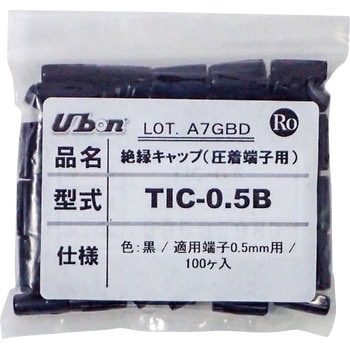 Ubon LOT. A7GBD Ro
品名 絶縁キャップ(圧着端子用)
型式 TIC-0.5B
仕様 色:黒 / 適用端子0.5mm用 /
100ヶ入